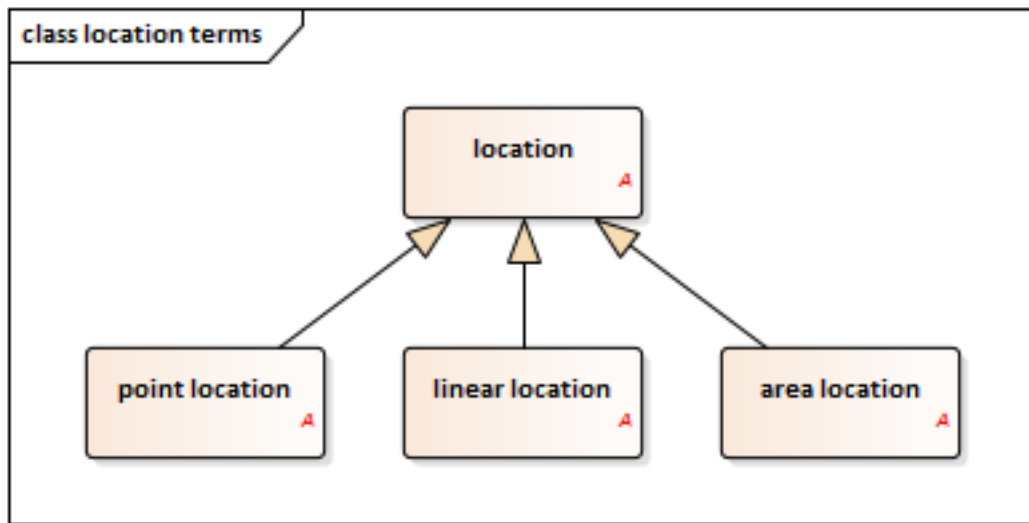 class location terms
location
A
point location
A
linear location
A
area location
A